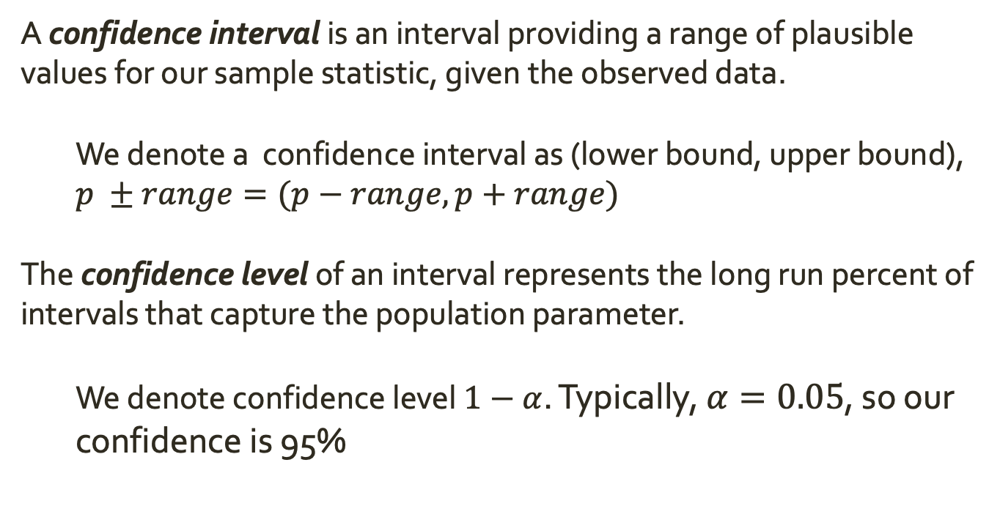 A confidence interval is an interval providing a range of plausible
values for our sample statistic, given the observed data.
We denote a  confidence interval as (lower bound, upper bound),
𝑝 ± 𝑟𝑎𝑛𝑔𝑒 = (𝑝 − 𝑟𝑎𝑛𝑔𝑒, 𝑝 + 𝑟𝑎𝑛𝑔𝑒)
The confidence level of an interval represents the long run percent of
intervals that capture the population parameter.
We denote confidence level 1 − 𝛼. Typically, 𝛼 = 0.05, so our
confidence is 95%